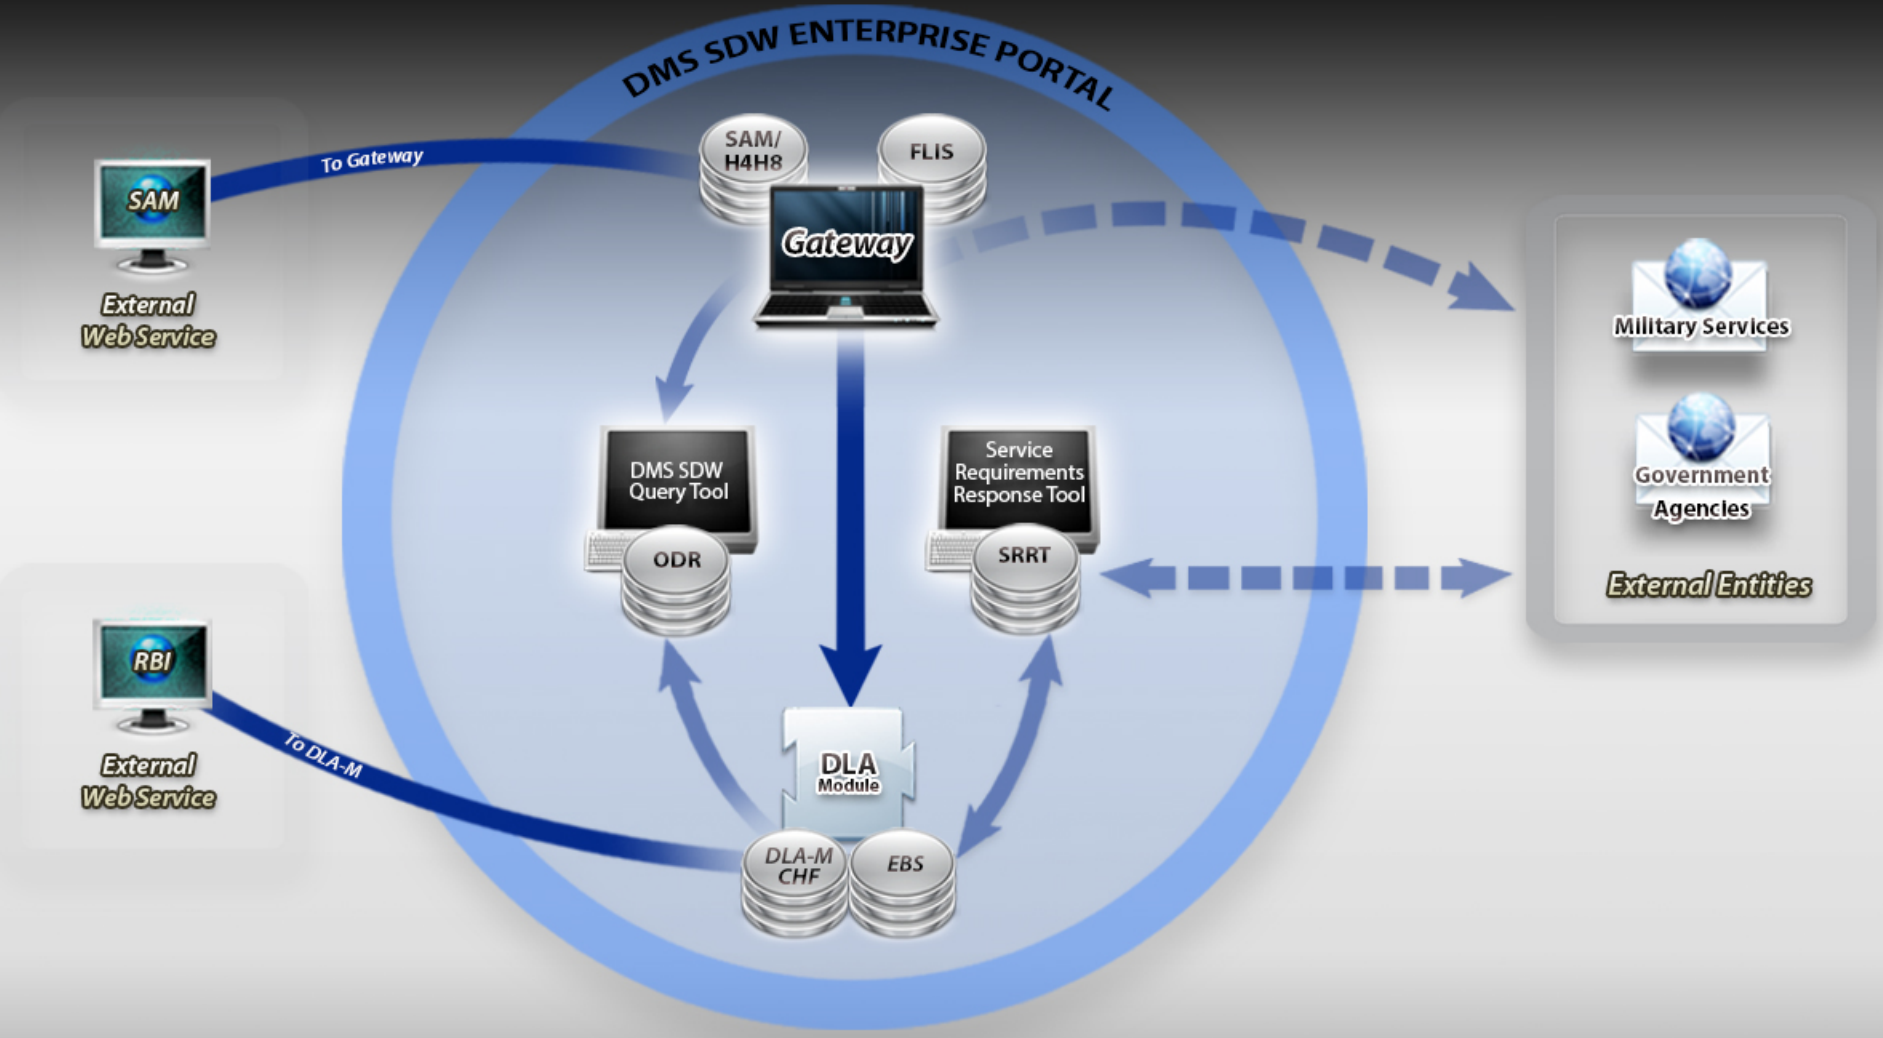 DMS SDW ENTERPRISE PORTAL
SAM/
H4H8
FLIS
To Gateway
SAM
External
Web Service
Gateway
Military Services
Government
Agencies
External Entities
DMS SDW
Query Tool
ODR
Service
Requirements
Response Tool
SRRT
RBI
External
Web Service
To DLA-M
DLA
Module
DLA-M
CHF
EBS